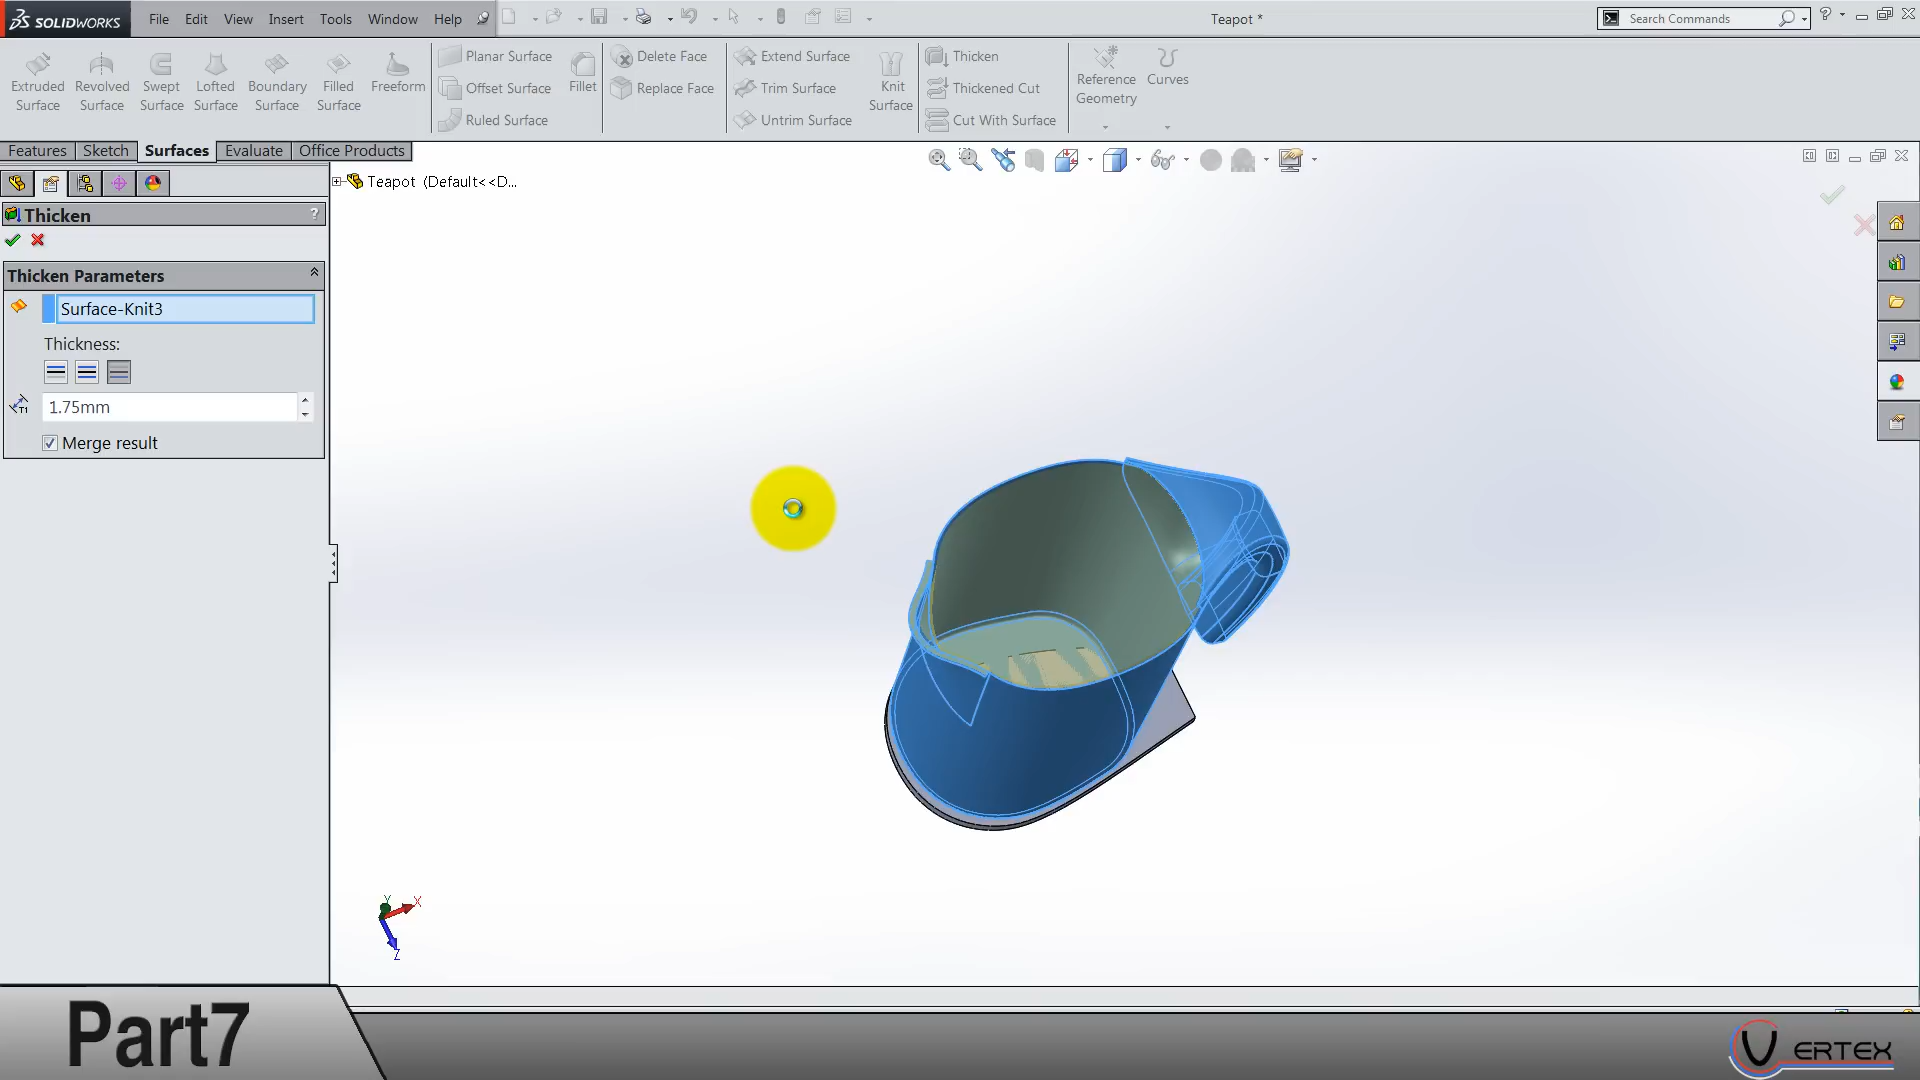 SOLIDWORKS File Edit View Insert Tools Window Help Teapot * Search Commands
Extruded Surface Revolved Surface Swept Surface Lofted Surface Boundary Surface Filled Surface Freeform
Planar Surface Offset Surface Ruled Surface Fillet
Delete Face Replace Face
Extend Surface Trim Surface Untrim Surface Knit Surface
Thicken Thickened Cut Cut With Surface
Reference Geometry Curves
Features Sketch Surfaces Evaluate Office Products
Teapot (Default<<D...
Thicken ?
Thicken Parameters
Surface-Knit3
Thickness:
T1 1.75mm
Merge result
Y X
Z
Part7
VERTEX